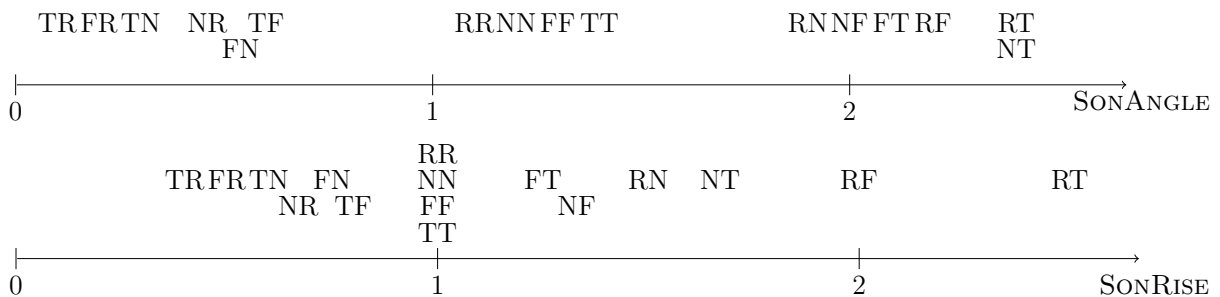 TR FR TN NR TF RR NN FF TT RN NF FT RF RT
FN NT
0 1 2 SONANGLE
RR
TR FR TN FN NN FT RN NT RF RT
NR TF FF NF
TT
0 1 2 SONRISE